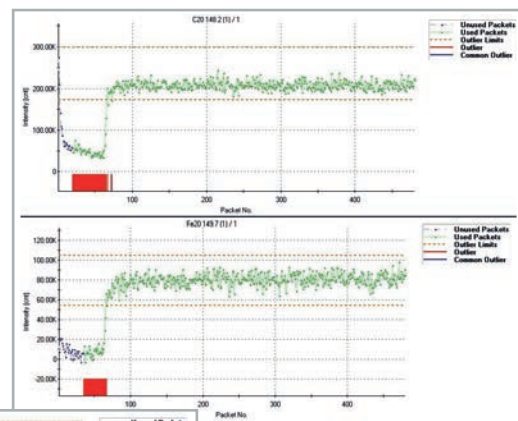 C20 148.2 (1) / 1
Unused Packets
Used Packets
Outlier Limits
Outlier
Common Outlier
Intensity [cnt]
300.00K
200.00K
100.00K
0
100
200
300
400
Packet No.
Fe20 149.7 (1) / 1
Unused Packets
Used Packets
Outlier Limits
Outlier
Common Outlier
Intensity [cnt]
120.00K
100.00K
80.00K
60.00K
40.00K
20.00K
0
-20.00K
100
200
300
400
Packet No.